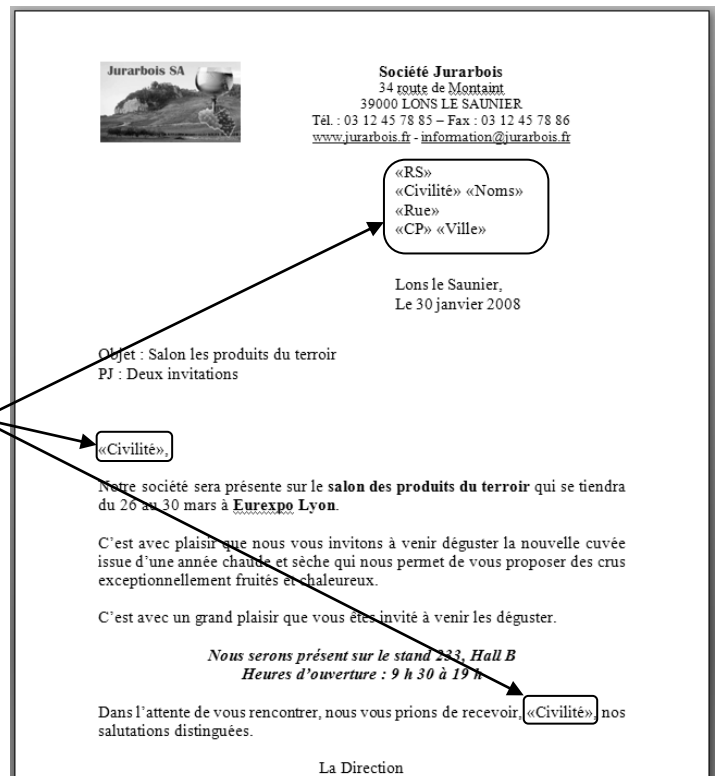 Jurarbois SA
Société Jurarbois
34 route de Montaint
39000 LONS LE SAUNIER
Tél. : 03 12 45 78 85 – Fax : 03 12 45 78 86
www.jurarbois.fr - information@jurarbois.fr
«RS»
«Civilité» «Noms»
«Rue»
«CP» «Ville»
Lons le Saunier,
Le 30 janvier 2008
Objet : Salon les produits du terroir
PJ : Deux invitations
«Civilité»,
Notre société sera présente sur le salon des produits du terroir qui se tiendra
du 26 au 30 mars à Eurexpo Lyon.
C’est avec plaisir que nous vous invitons à venir déguster la nouvelle cuvée
issue d’une année chaude et sèche qui nous permet de vous proposer des crus
exceptionnellement fruités et chaleureux.
C’est avec un grand plaisir que vous êtes invité à venir les déguster.
Nous serons présent sur le stand 233, Hall B
Heures d’ouverture : 9 h 30 à 19 h
Dans l’attente de vous rencontrer, nous vous prions de recevoir, «Civilité», nos
salutations distinguées.
La Direction